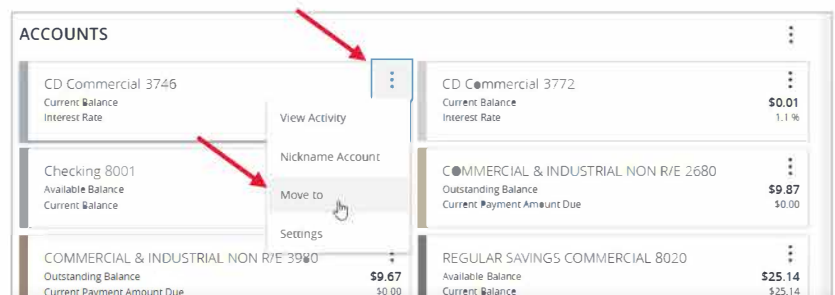 ACCOUNTS
CD Commercial 3746
Current Balance
Interest Rate
View Activity
Nickname Account
Move to
Settings
CD Commercial 3772
Current Balance $0.01
Interest Rate 1.1 %
Checking 8001
Available Balance
Current Balance
COMMERCIAL & INDUSTRIAL NON R/E 2680
Outstanding Balance $9.87
Current Payment Amount Due $0.00
COMMERCIAL & INDUSTRIAL NON R/E 3980
Outstanding Balance $9.67
Current Payment Amount Due $0.00
REGULAR SAVINGS COMMERCIAL 8020
Available Balance $25.14
Current Balance $25.14